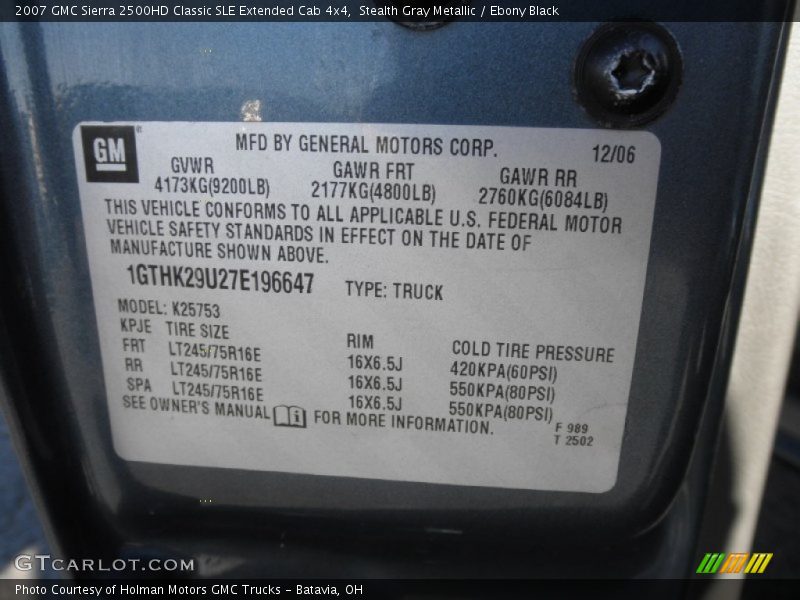 2007 GMC Sierra 2500HD Classic SLE Extended Cab 4x4, Stealth Gray Metallic / Ebony Black
GM
MFD BY GENERAL MOTORS CORP. 12/06
GVWR GAWR FRT GAWR RR
4173KG(9200LB) 2177KG(4800LB) 2760KG(6084LB)
THIS VEHICLE CONFORMS TO ALL APPLICABLE U.S. FEDERAL MOTOR
VEHICLE SAFETY STANDARDS IN EFFECT ON THE DATE OF
MANUFACTURE SHOWN ABOVE.
1GTHK29U27E196647 TYPE: TRUCK
MODEL: K25753
KPJE TIRE SIZE RIM COLD TIRE PRESSURE
FRT LT245/75R16E 16X6.5J 420KPA(60PSI)
RR LT245/75R16E 16X6.5J 550KPA(80PSI)
SPA LT245/75R16E 16X6.5J 550KPA(80PSI)
SEE OWNER'S MANUAL FOR MORE INFORMATION.
F 989
T 2502
GTCARLOT.COM
Photo Courtesy of Holman Motors GMC Trucks - Batavia, OH